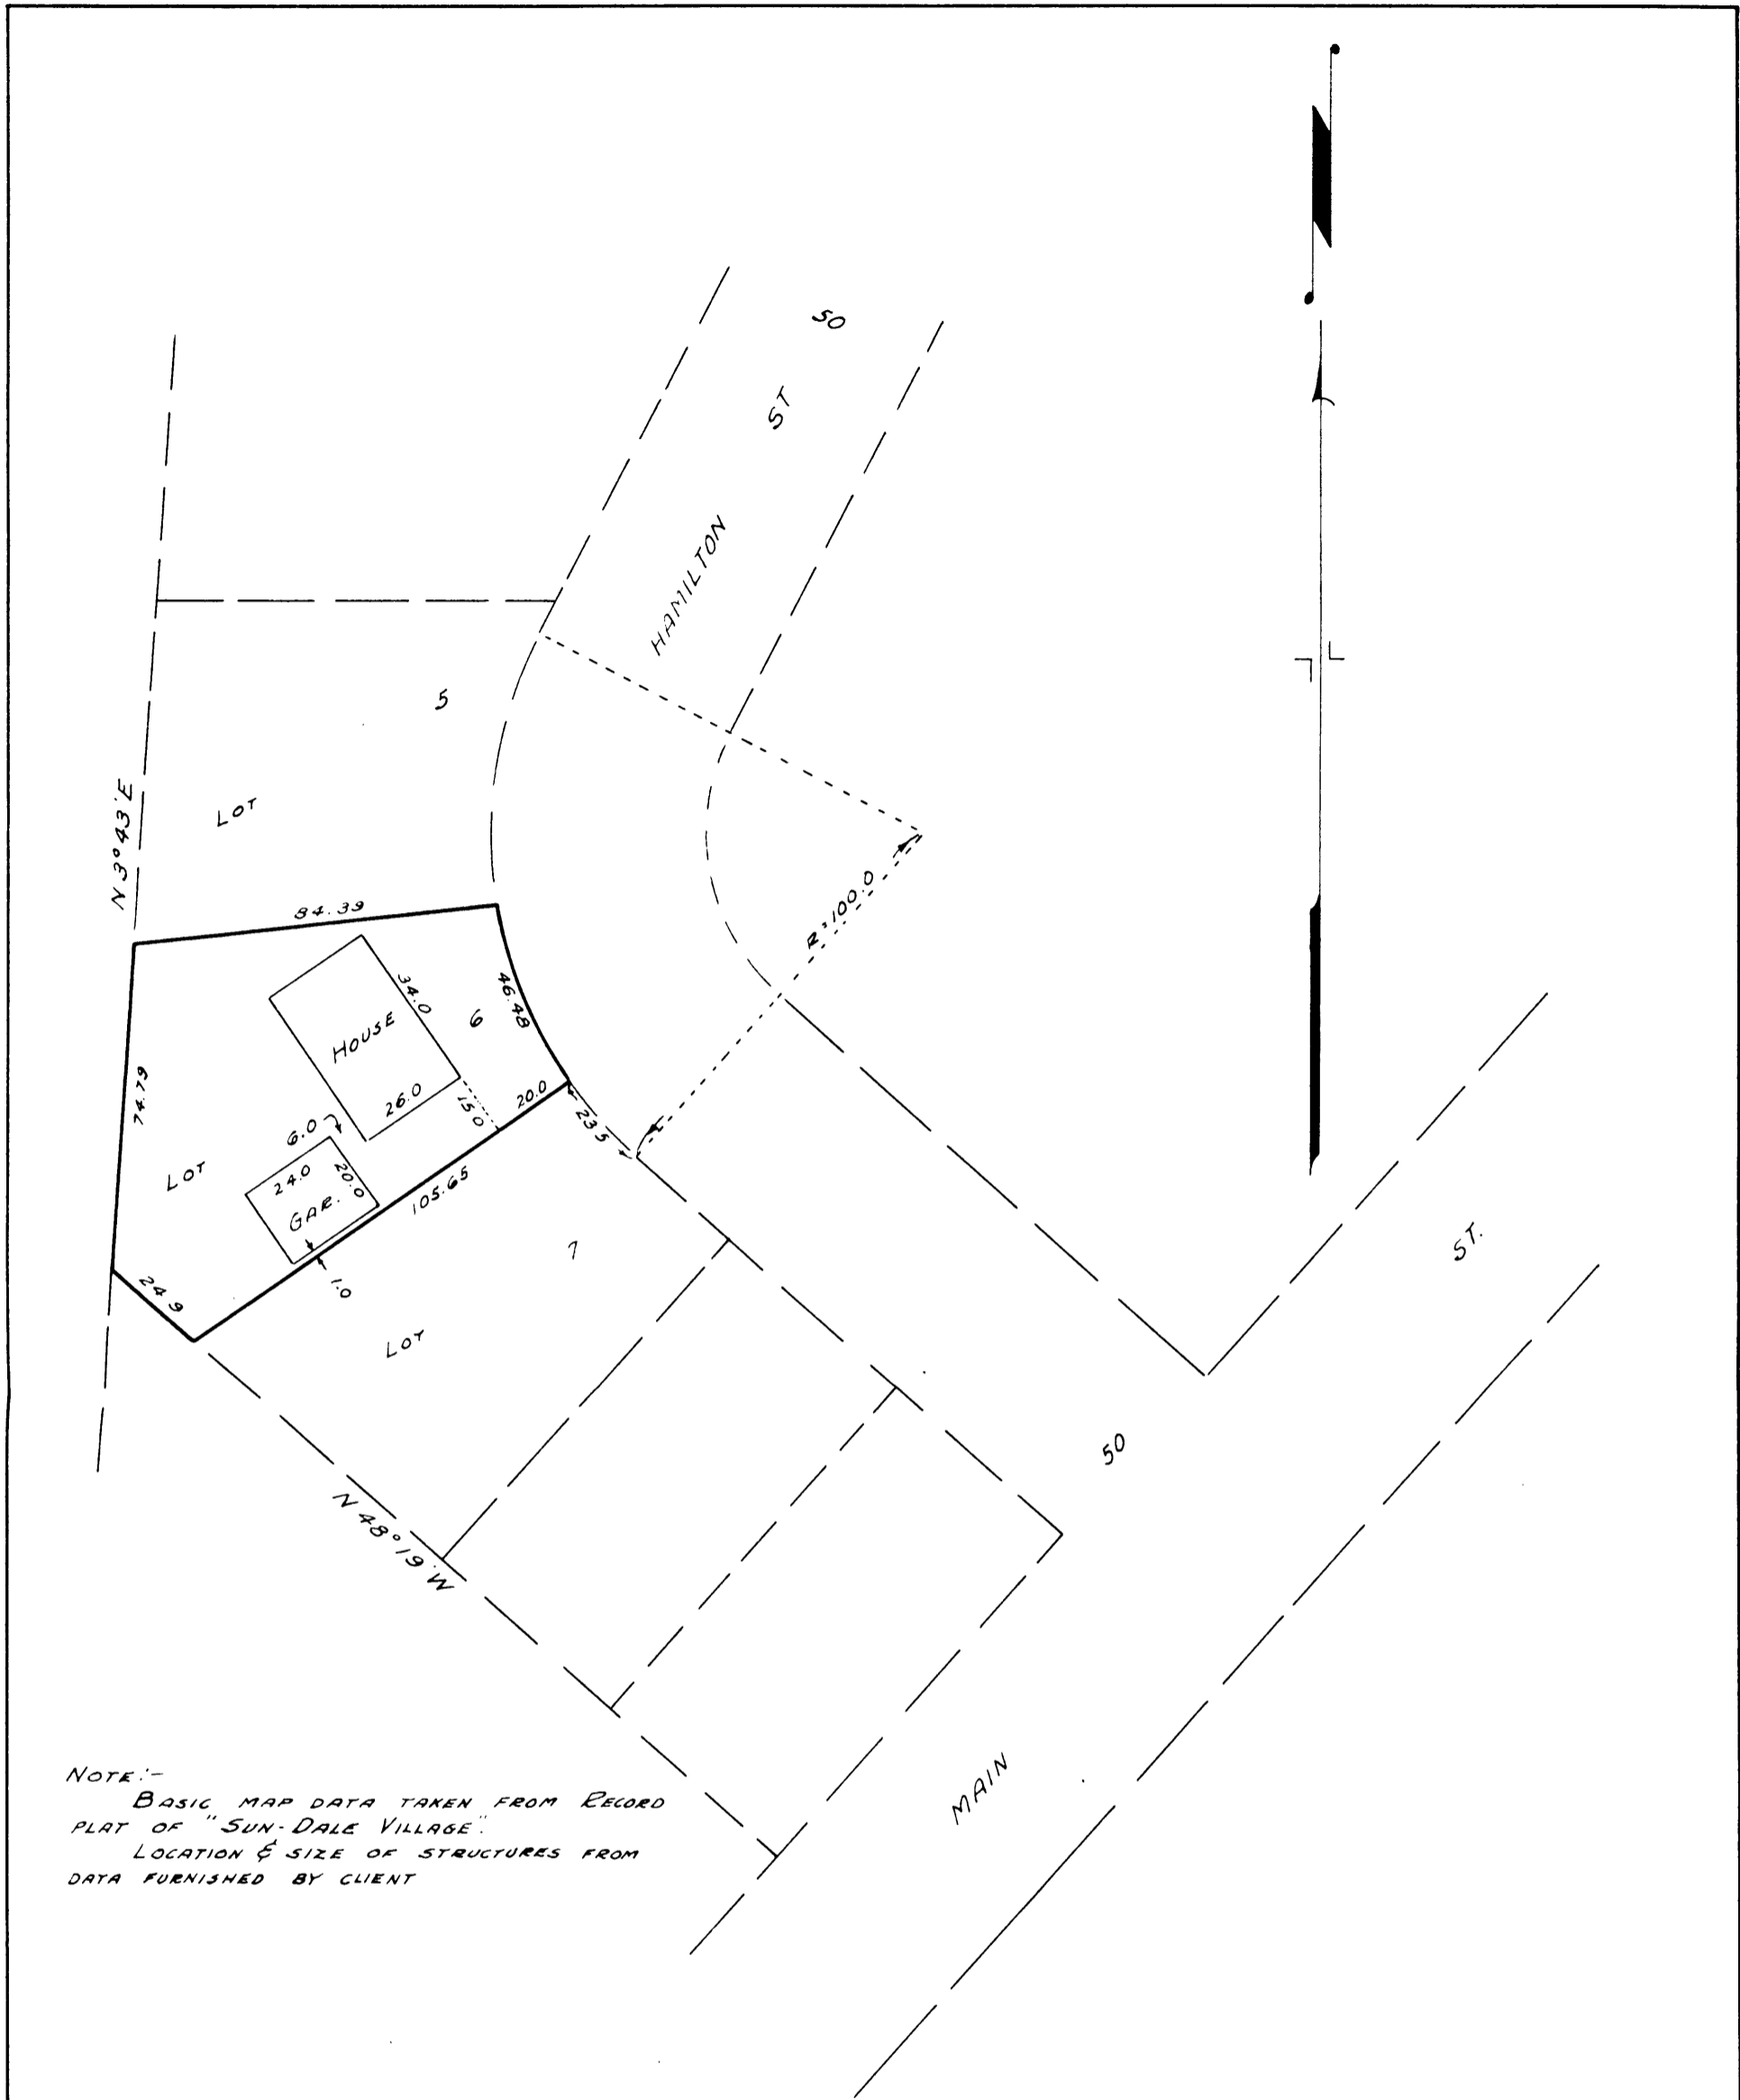 50
ST
HAMILTON
5
LOT
N 3° 43' E
84.39
R=100.0
46.48
34.0
6
HOUSE
74.79
26.0
15.0
20.0
23.5
6.0
LOT
24.0
20.0
GAR.
105.65
7
1.0
24.9
LOT
ST.
50
N 48° 19' W
MAIN
NOTE:-
BASIC MAP DATA TAKEN FROM RECORD
PLAT OF "SUN-DALE VILLAGE".
LOCATION & SIZE OF STRUCTURES FROM
DATA FURNISHED BY CLIENT